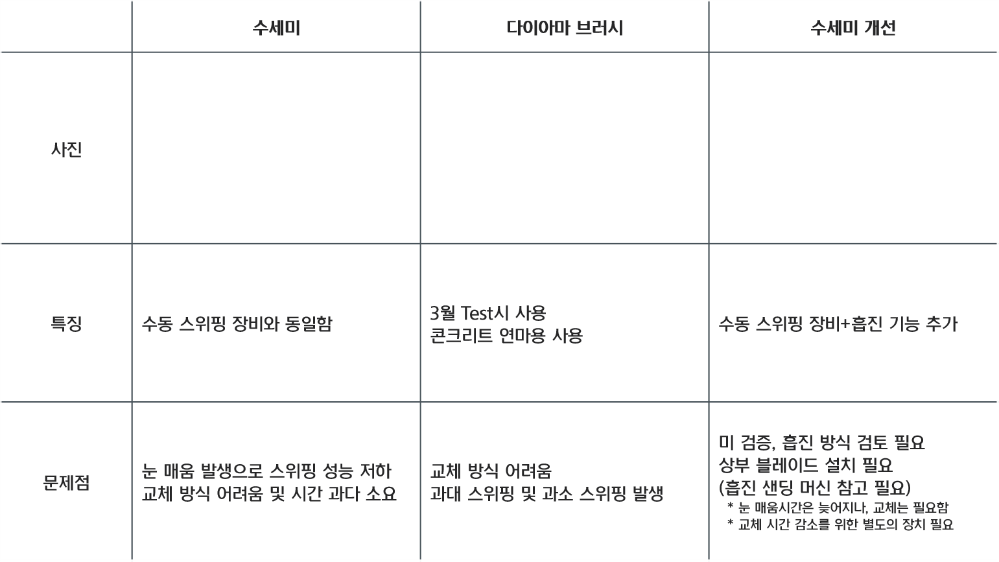 수세미
다이아마 브러시
수세미 개선
사진
특징
수동 스위핑 장비와 동일함
3월 Test시 사용
콘크리트 연마용 사용
수동 스위핑 장비+흡진 기능 추가
문제점
눈 매움 발생으로 스위핑 성능 저하
교체 방식 어려움 및 시간 과다 소요
교체 방식 어려움
과대 스위핑 및 과소 스위핑 발생
미 검증, 흡진 방식 검토 필요
상부 블레이드 설치 필요
(흡진 샌딩 머신 참고 필요)
* 눈 매움시간은 늦어지나, 교체는 필요함
* 교체 시간 감소를 위한 별도의 장치 필요